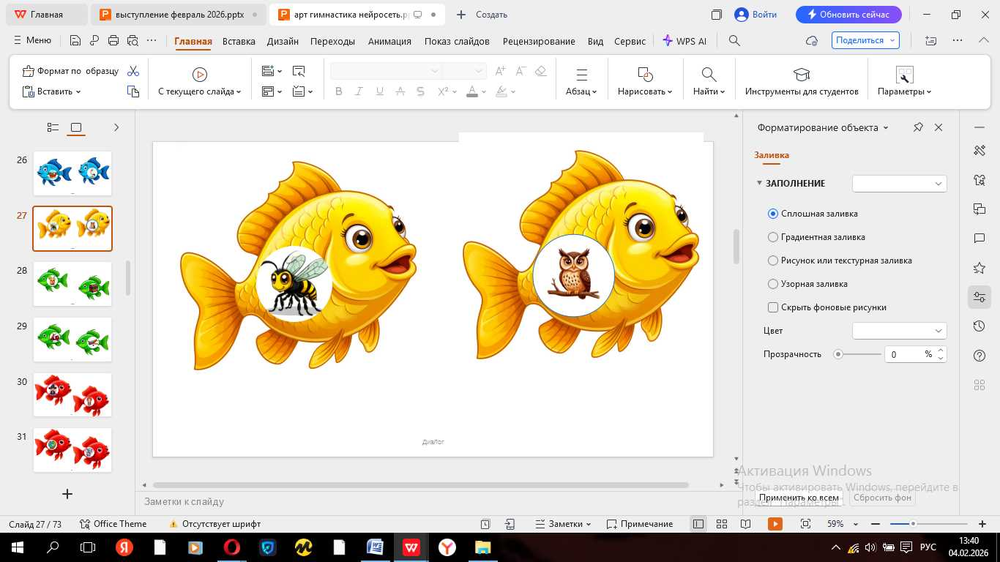 Главная
выступление февраль 2026.pptx
арт гимнастика нейросеть.p
Создать
Войти
Обновить сейчас
Меню
Главная Вставка Дизайн Переходы Анимация Показ слайдов Рецензирование Вид Сервис WPS AI
Поделиться
Формат по образцу
Вставить
С текущего слайда
B I U A S X² A
Абзац
Нарисовать
Найти
Инструменты для студентов
Параметры
26
27
28
29
30
31
ДиаЛог
Заметки к слайду
Форматирование объекта
Заливка
ЗАПОЛНЕНИЕ
Сплошная заливка
Градиентная заливка
Рисунок или текстурная заливка
Узорная заливка
Скрыть фоновые рисунки
Цвет
Прозрачность 0 %
Активация Windows
Чтобы активировать Windows, перейдите в
раздел "Параметры".
Применить ко всем
Сбросить фон
Слайд 27 / 73 Office Theme Отсутствует шрифт Заметки Примечание 59%
РУС
13:40
04.02.2026